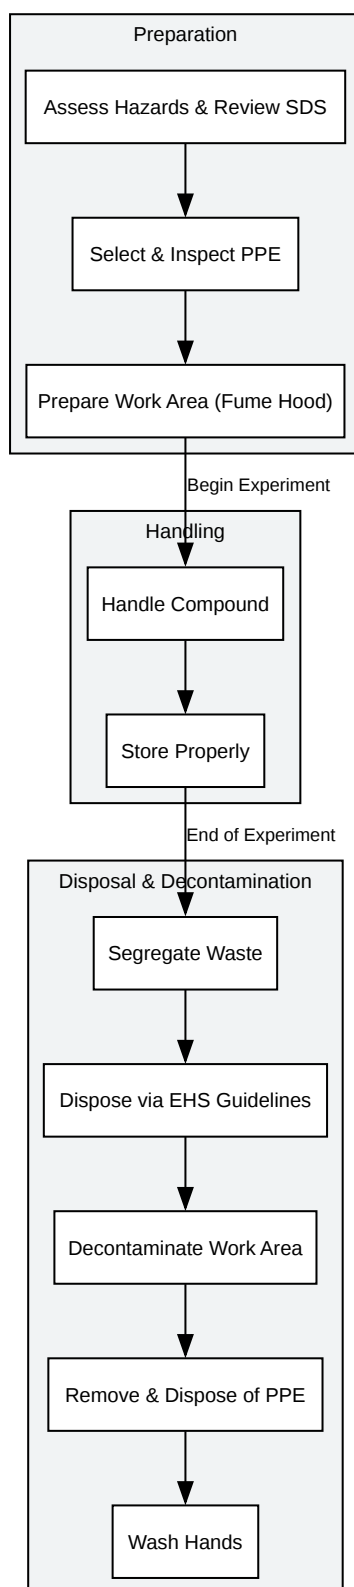 Preparation
Assess Hazards & Review SDS
Select & Inspect PPE
Prepare Work Area (Fume Hood)
Begin Experiment
Handling
Handle Compound
Store Properly
End of Experiment
Disposal & Decontamination
Segregate Waste
Dispose via EHS Guidelines
Decontaminate Work Area
Remove & Dispose of PPE
Wash Hands